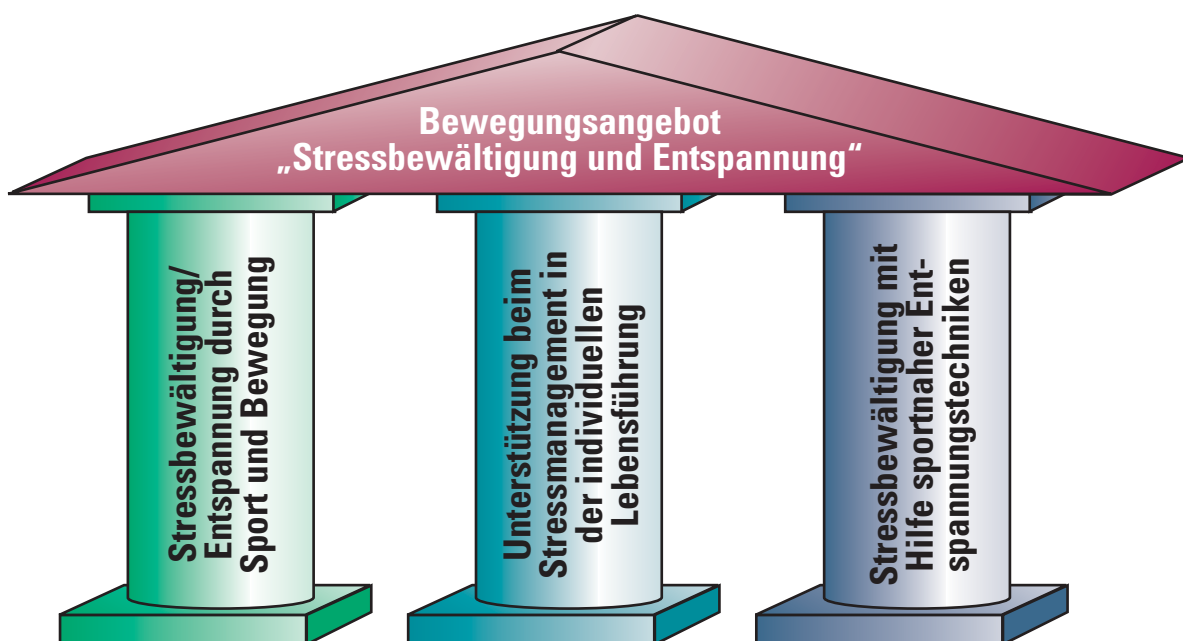 Bewegungsangebot
„Stressbewältigung und Entspannung“
Stressbewältigung/
Entspannung durch
Sport und Bewegung
Unterstützung beim
Stressmanagement in
der individuellen
Lebensführung
Stressbewältigung mit
Hilfe sportnaher Ent-
spannungstechniken